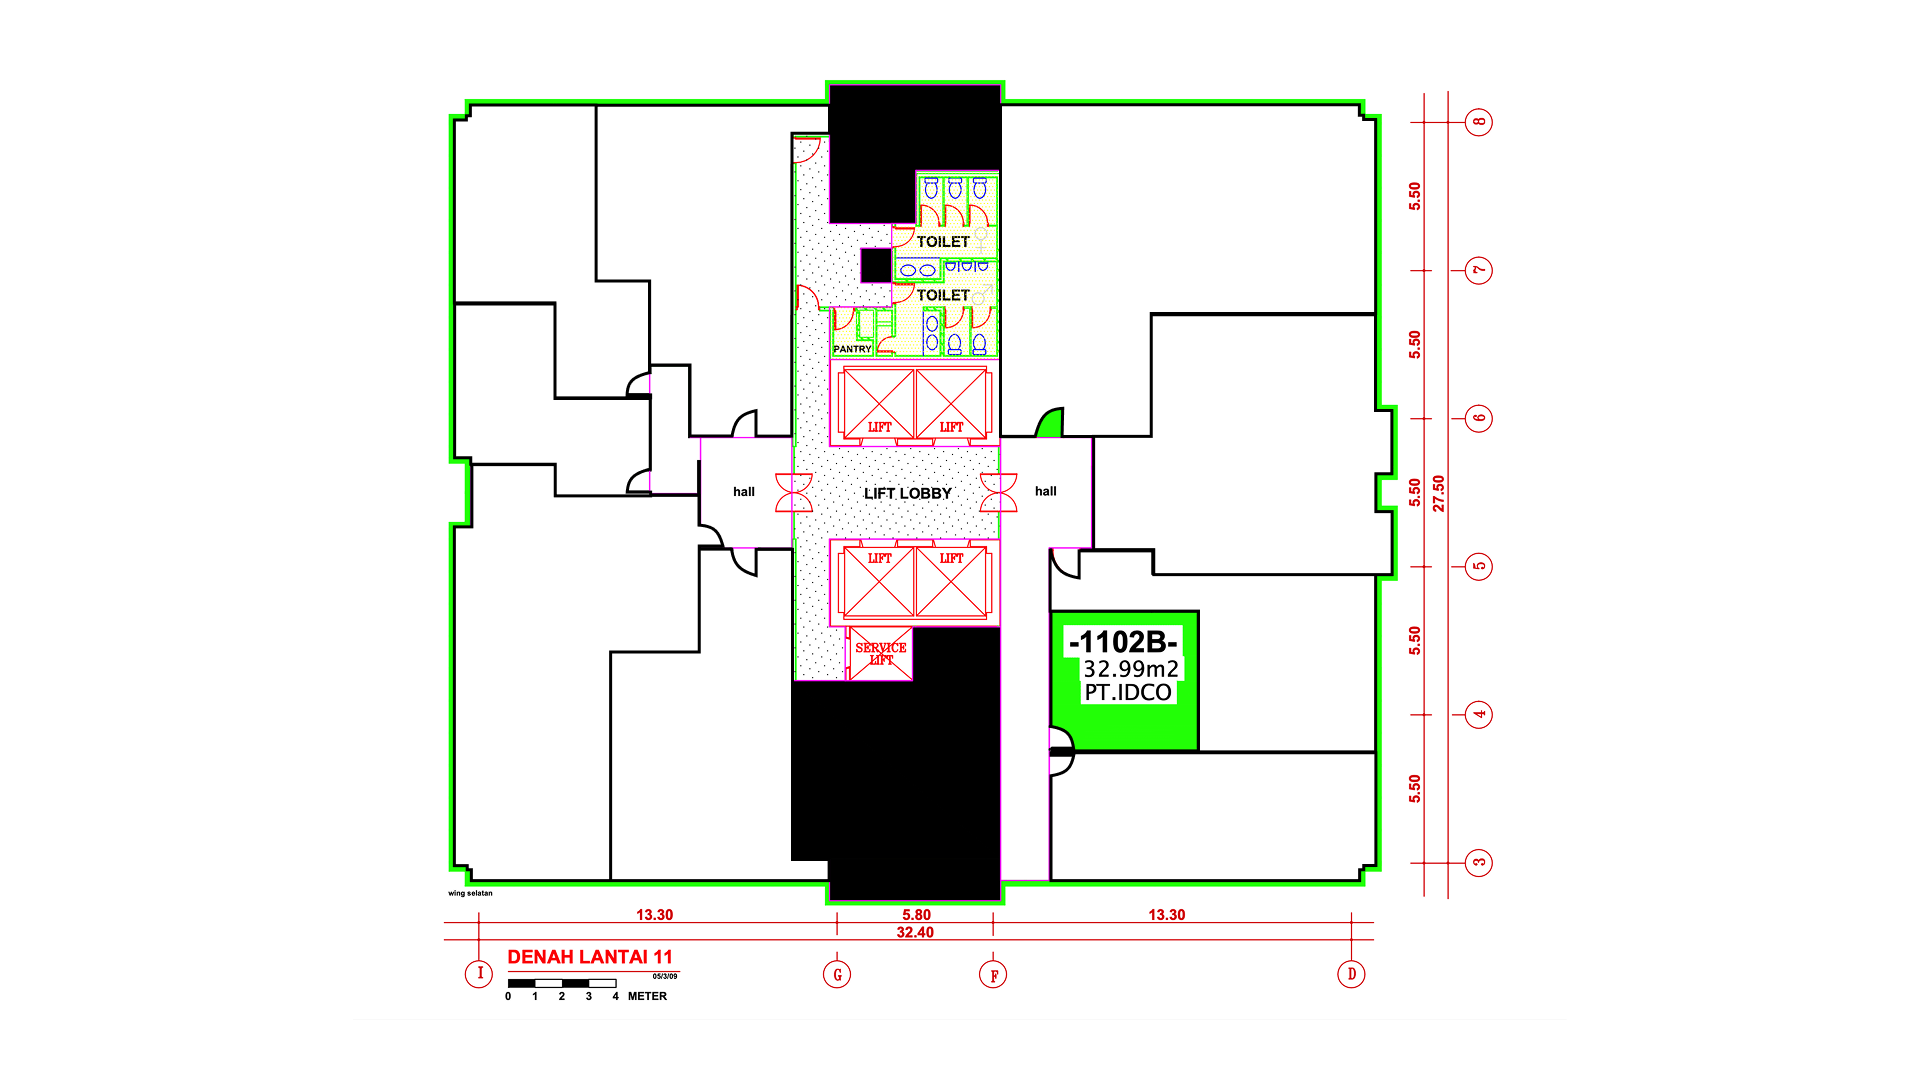 8
5.50
7
TOILET
TOILET
5.50
PANTRY
6
LIFT
LIFT
hall
LIFT LOBBY
hall
5.50
27.50
LIFT
LIFT
5
-1102B-
32.99m2
PT.IDCO
SERVICE
LIFT
5.50
4
5.50
3
wing selatan
13.30
5.80
13.30
32.40
DENAH LANTAI 11
05/3/09
I
G
F
D
0 1 2 3 4 METER